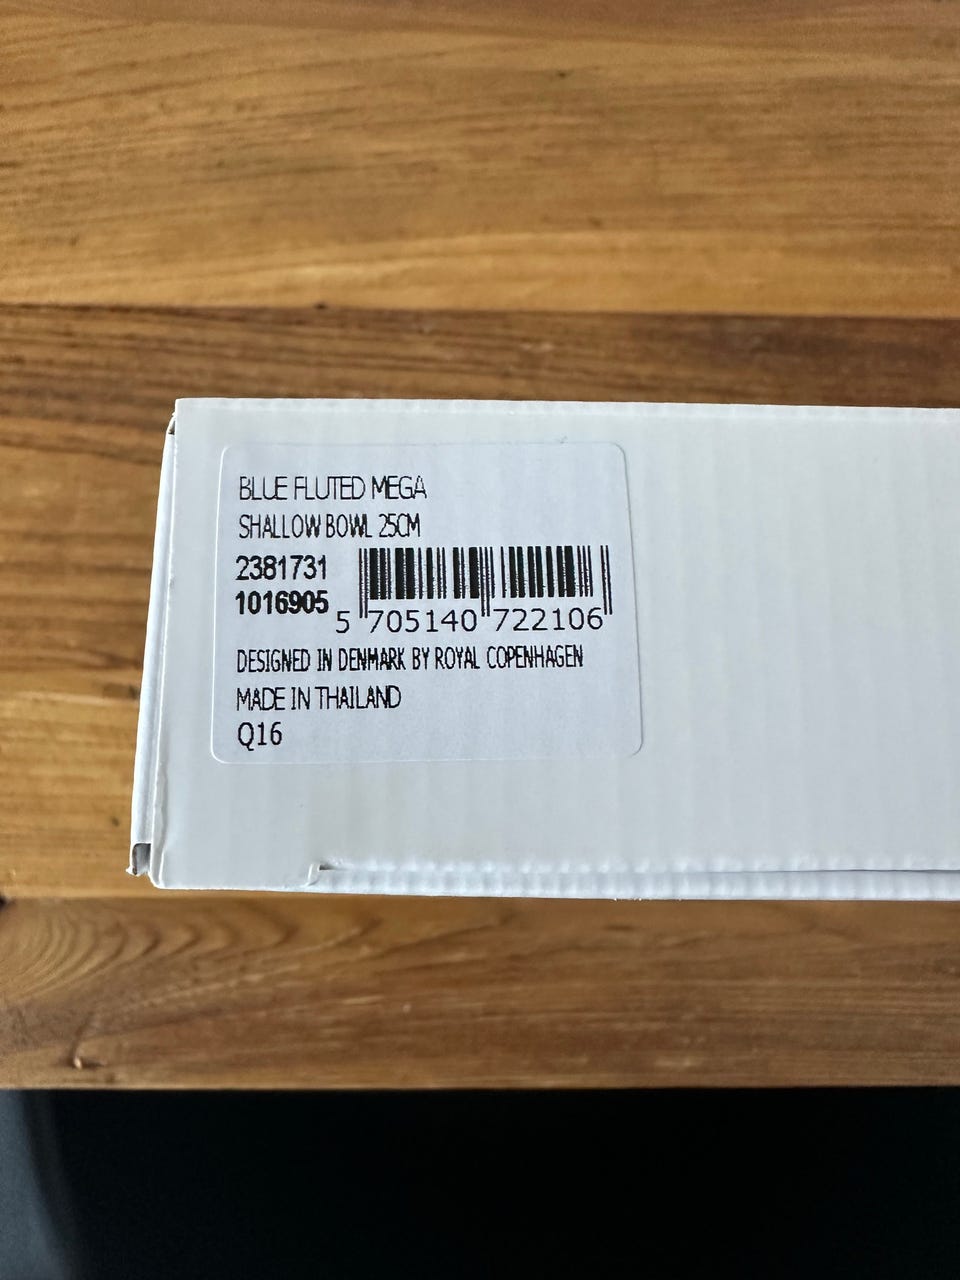 BLUE FLUTED MEGA
SHALLOW BOWL 25CM
2381731
1016905
5 705140 722106
DESIGNED IN DENMARK BY ROYAL COPENHAGEN
MADE IN THAILAND
Q16